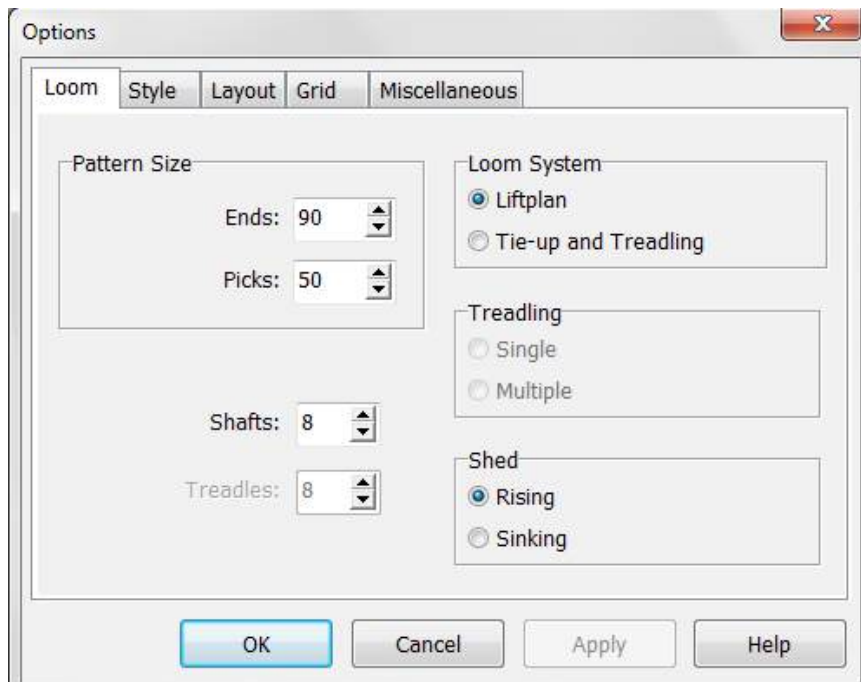 Options
Loom Style Layout Grid Miscellaneous
Pattern Size
Ends: 90
Picks: 50
Shafts: 8
Treadles: 8
Loom System
Liftplan
Tie-up and Treadling
Treadling
Single
Multiple
Shed
Rising
Sinking
OK Cancel Apply Help